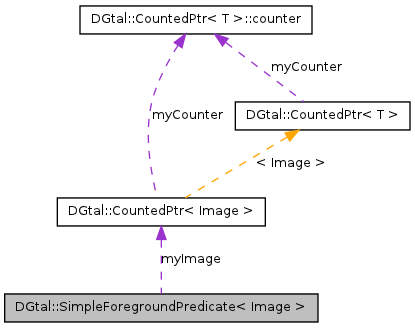 DGtal::CountedPtr< T >::counter
myCounter
myCounter
DGtal::CountedPtr< T >
< Image >
DGtal::CountedPtr< Image >
myImage
DGtal::SimpleForegroundPredicate< Image >